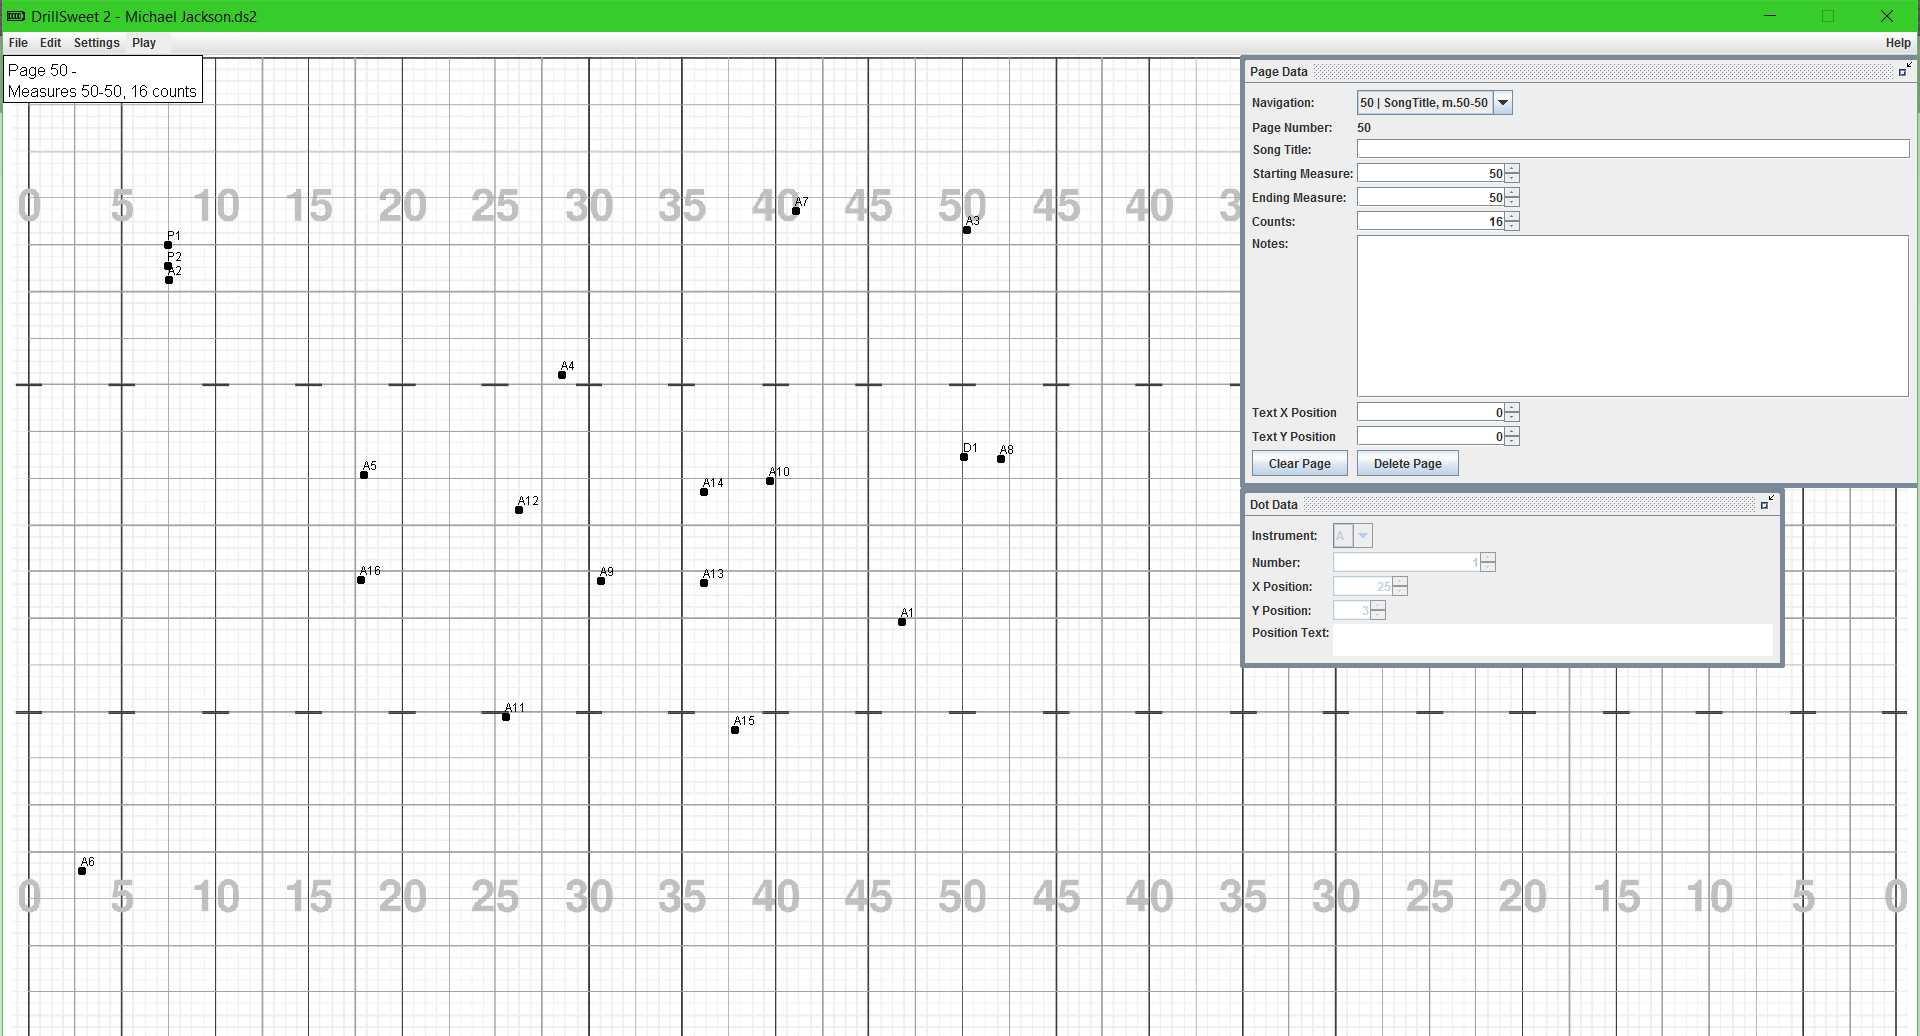 DrillSweet 2 - Michael Jackson.ds2
File Edit Settings Play Help
Page 50 -
Measures 50-50, 16 counts
Page Data
Navigation: 50 | SongTitle, m.50-50
Page Number: 50
Song Title:
Starting Measure: 50
Ending Measure: 50
Counts: 16
Notes:
Text X Position 0
Text Y Position 0
Clear Page Delete Page
Dot Data
Instrument: A
Number: 1
X Position: 25
Y Position: 3
Position Text:
0 5 10 15 20 25 30 35 40 45 50 45 40
A7
A3
P1
P2
A2
A4
D1 A8
A5
A10
A14
A12
A16 A9 A13
A1
A11
A15
A6
0 5 10 15 20 25 30 35 40 45 50 45 40 35 30 25 20 15 10 5 0